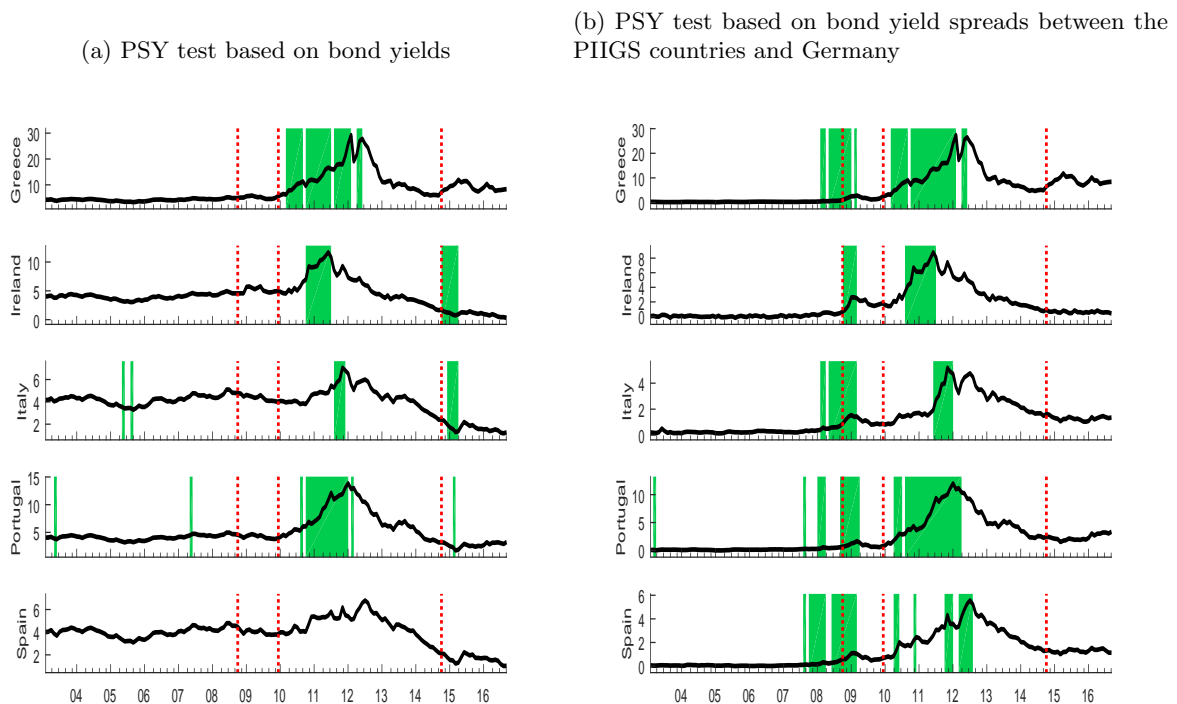 (a) PSY test based on bond yields
(b) PSY test based on bond yield spreads between the
PIIGS countries and Germany
Greece
30
20
10
Ireland
10
5
0
Italy
6
4
2
Portugal
15
10
5
Spain
6
4
2
04 05 06 07 08 09 10 11 12 13 14 15 16
Greece
30
20
10
0
Ireland
8
6
4
2
0
Italy
4
2
0
Portugal
10
5
0
Spain
6
4
2
0
04 05 06 07 08 09 10 11 12 13 14 15 16